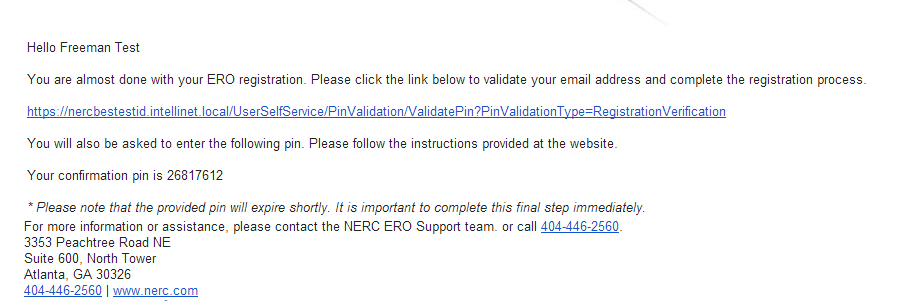 Hello Freeman Test
You are almost done with your ERO registration. Please click the link below to validate your email address and complete the registration process.
https://nercbestestid.intellinet.local/UserSelfService/PinValidation/ValidatePin?PinValidationType=RegistrationVerification
You will also be asked to enter the following pin. Please follow the instructions provided at the website.
Your confirmation pin is 26817612
* Please note that the provided pin will expire shortly. It is important to complete this final step immediately.
For more information or assistance, please contact the NERC ERO Support team. or call 404-446-2560.
3353 Peachtree Road NE
Suite 600, North Tower
Atlanta, GA 30326
404-446-2560 | www.nerc.com